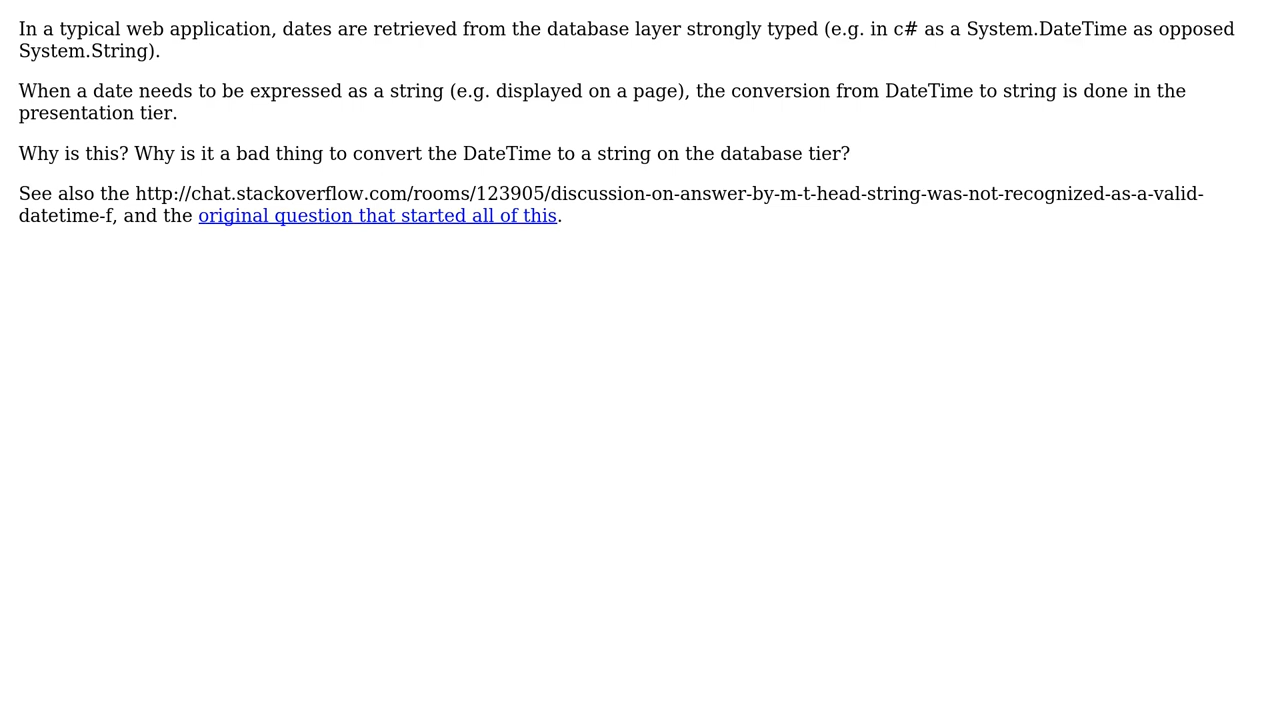 In a typical web application, dates are retrieved from the database layer strongly typed (e.g. in c# as a System.DateTime as opposed
System.String).
When a date needs to be expressed as a string (e.g. displayed on a page), the conversion from DateTime to string is done in the
presentation tier.
Why is this? Why is it a bad thing to convert the DateTime to a string on the database tier?
See also the http://chat.stackoverflow.com/rooms/123905/discussion-on-answer-by-m-t-head-string-was-not-recognized-as-a-valid-
datetime-f, and the original question that started all of this.